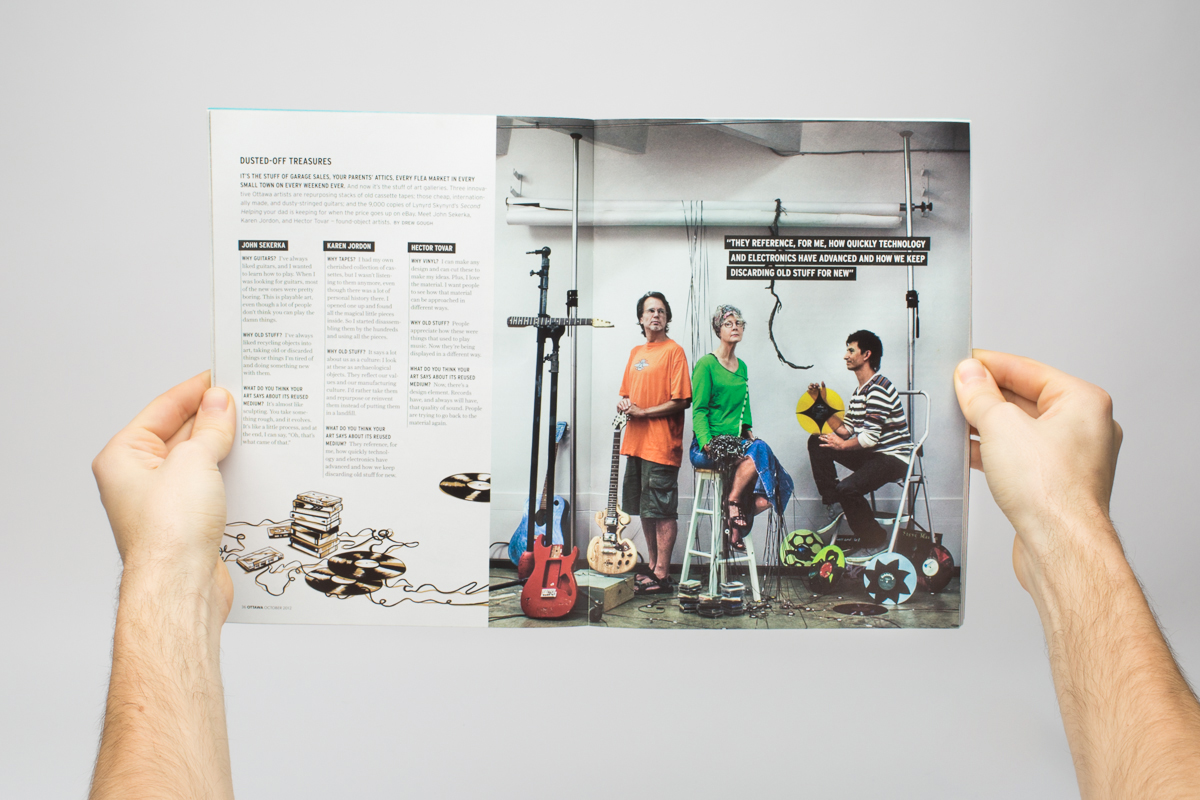 DUSTED-OFF TREASURES
IT'S THE STUFF OF GARAGE SALES, YOUR PARENTS' ATTICS, EVERY FLEA MARKET IN EVERY
SMALL TOWN ON EVERY WEEKEND EVER. And now it's the stuff of art galleries. Three innova-
tive Ottawa artists are repurposing stacks of old cassette tapes; those cheap, internation-
ally made, and dusty-stringed guitars; and the 9,000 copies of Lynyrd Skynyrd's Second
Helping your dad is keeping for when the price goes up on eBay. Meet John Sekerka,
Karen Jordon, and Hector Tovar – found-object artists. BY DREW GOUGH
JOHN SEKERKA
WHY GUITARS? I've always
liked guitars, and I wanted
to learn how to play. When I
was looking for guitars, most
of the new ones were pretty
boring. This is playable art,
even though a lot of people
don't think you can play the
damn things.
WHY OLD STUFF? I've always
liked recycling objects into
art, taking old or discarded
things or things I'm tired of
and doing something new
with them.
WHAT DO YOU THINK YOUR
ART SAYS ABOUT ITS REUSED
MEDIUM? It's almost like
sculpting. You take some
thing rough, and it evolves.
It's like a little process, and at
the end, I can say, "Oh, that's
what came of that."
KAREN JORDON
WHY TAPES? I had my own
cherished collection of cas-
settes, but I wasn't listen-
ing to them anymore, even
though there was a lot of
personal history there. I
opened one up and found
all the magical little pieces
inside. So I started dissem-
bling them by the hundreds
and using all the pieces.
WHY OLD STUFF? It says a lot
about us as a culture. I look
at these as archaeological
objects. They reflect our val-
ues and our manufacturing
culture. I'd rather take them
and repurpose or reinvent
them instead of putting them
in a landfill.
WHAT DO YOU THINK YOUR
ART SAYS ABOUT ITS REUSED
MEDIUM? They reference, for
me, how quickly technol-
ogy and electronics have
advanced and how we keep
discarding old stuff for new.
HECTOR TOVAR
WHY VINYL? I can make any
design and can cut these to
make my ideas. Plus, I love
the material. I want people
to see how that material
can be approached in
different ways.
WHY OLD STUFF? People
appreciate how these were
things that used to play
music. Now they're being
displayed in a different way.
WHAT DO YOU THINK YOUR
ART SAYS ABOUT ITS REUSED
MEDIUM? Now, there's a
design element. Records
have, and always will have,
that quality of sound. People
are trying to go back to the
material again.
OTTAWA OCTOBER 2012
"THEY REFERENCE, FOR ME, HOW QUICKLY TECHNOLOGY
AND ELECTRONICS HAVE ADVANCED AND HOW WE KEEP
DISCARDING OLD STUFF FOR NEW"